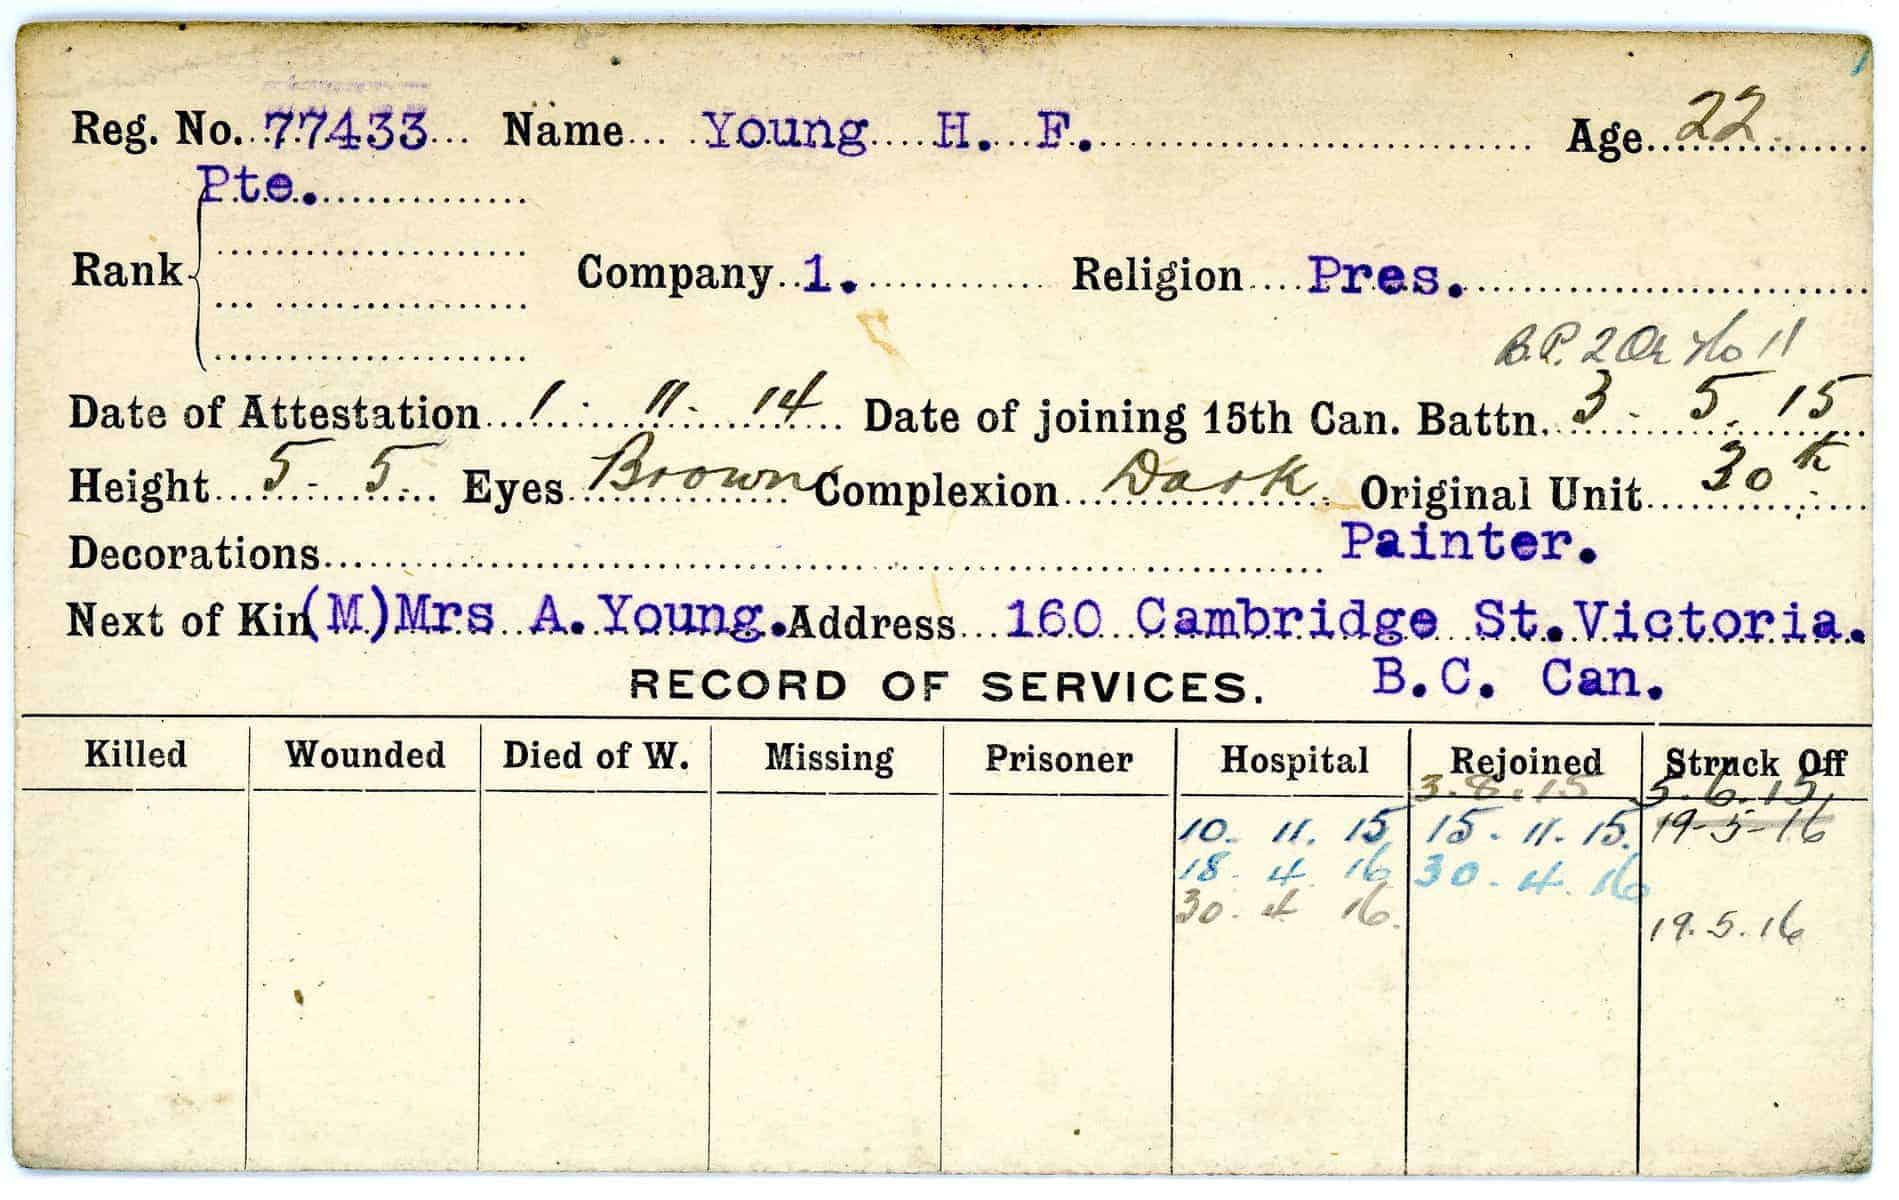 Reg. No. 77433 Name Young H. F. Age 22
Pte.
Rank Company 1. Religion Pres.
B.P. 2 No 11
Date of Attestation 1. 11. 14 Date of joining 15th Can. Battn. 3. 5. 15
Height 5. 5. Eyes Brown Complexion Dark Original Unit 30th
Decorations Painter.
Next of Kin (M) Mrs A. Young. Address 160 Cambridge St. Victoria.
RECORD OF SERVICES. B.C. Can.
Killed Wounded Died of W. Missing Prisoner Hospital Rejoined Struck Off
3.8.15 5.6.15
10. 11. 15 15. 11. 15. 19-5-16
18. 4. 16 30. 4. 16
30. 4 16. 19.5.16